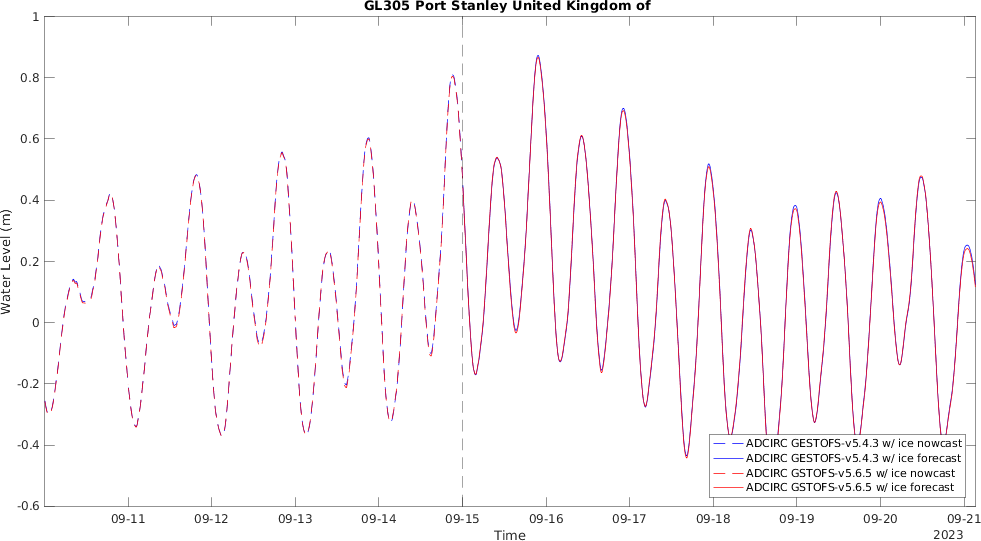 GL305 Port Stanley United Kingdom of
1
0.8
0.6
0.4
0.2
0
-0.2
-0.4
-0.6
Water Level (m)
ADCIRC GESTOFS-v5.4.3 w/ ice nowcast
ADCIRC GESTOFS-v5.4.3 w/ ice forecast
ADCIRC GSTOFS-v5.6.5 w/ ice nowcast
ADCIRC GSTOFS-v5.6.5 w/ ice forecast
09-11 09-12 09-13 09-14 09-15 09-16 09-17 09-18 09-19 09-20 09-21
Time 2023